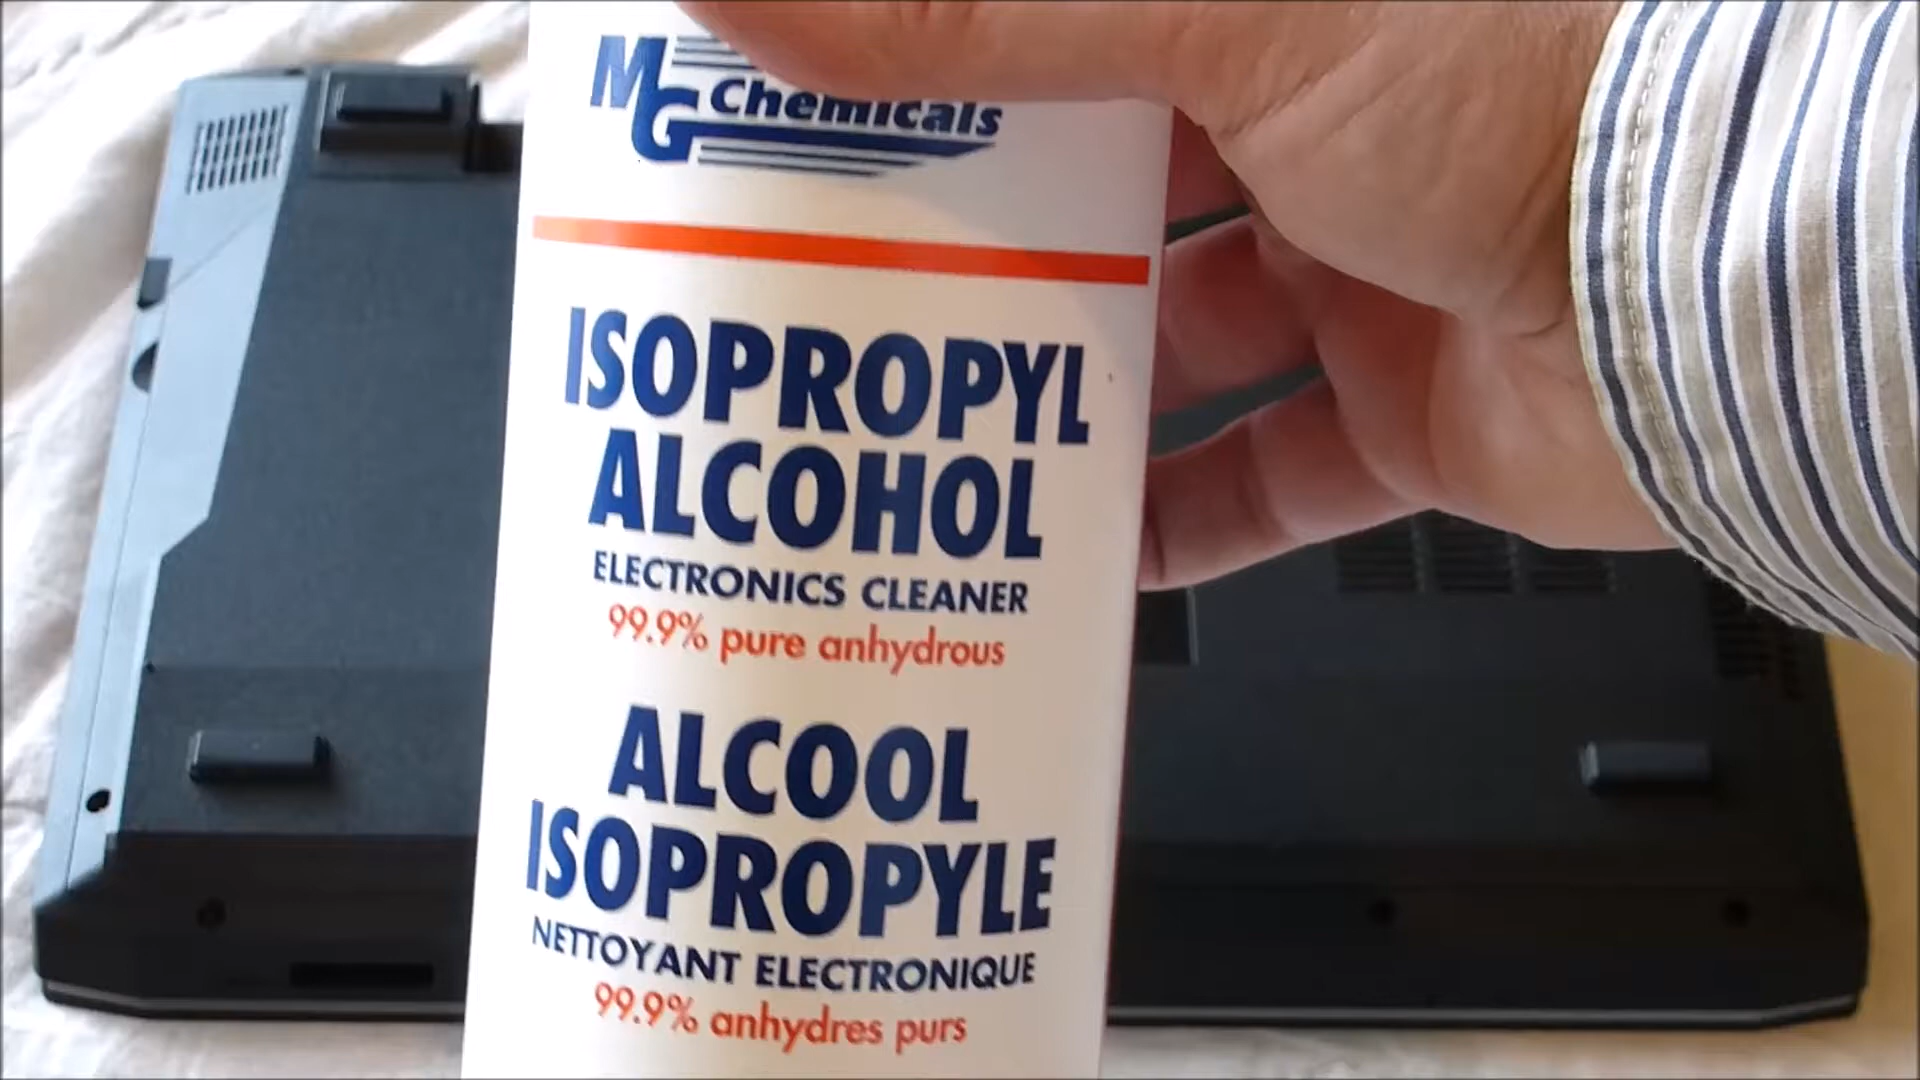 MG Chemicals
ISOPROPYL
ALCOHOL
ELECTRONICS CLEANER
99.9% pure anhydrous
ALCOOL
ISOPROPYLE
NETTOYANT ELECTRONIQUE
99.9% anhydres purs